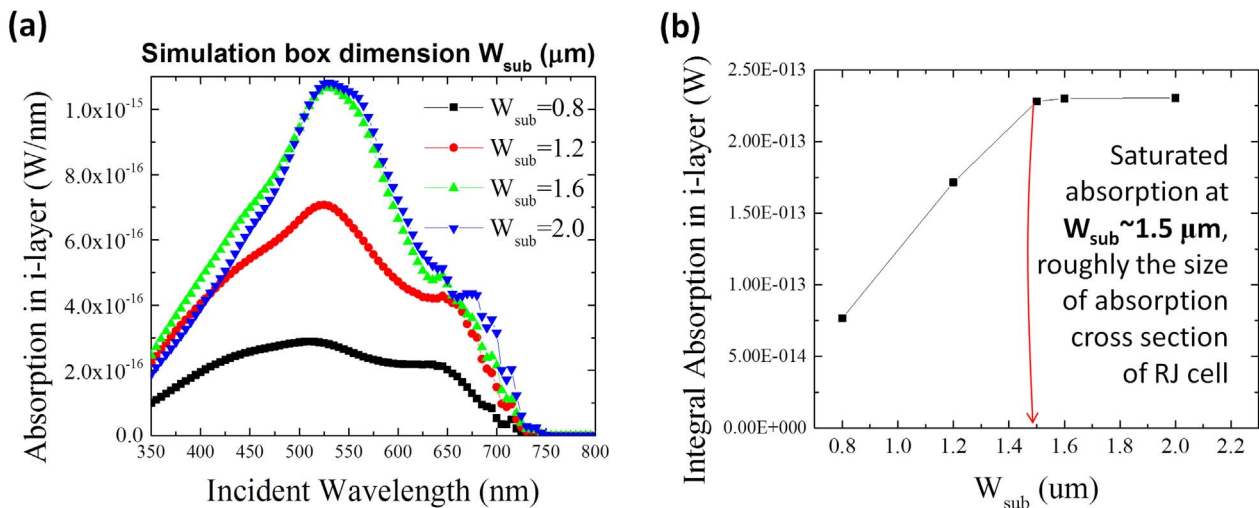 (a)
Simulation box dimension W_sub (μm)
Absorption in i-layer (W/nm)
1.0x10^-15
8.0x10^-16
6.0x10^-16
4.0x10^-16
2.0x10^-16
0.0
W_sub=0.8
W_sub=1.2
W_sub=1.6
W_sub=2.0
350 400 450 500 550 600 650 700 750 800
Incident Wavelength (nm)
(b)
Integral Absorption in i-layer (W)
2.50E-013
2.00E-013
1.50E-013
1.00E-013
5.00E-014
0.00E+000
Saturated
absorption at
W_sub~1.5 μm,
roughly the size
of absorption
cross section
of RJ cell
0.8 1.0 1.2 1.4 1.6 1.8 2.0 2.2
W_sub (um)